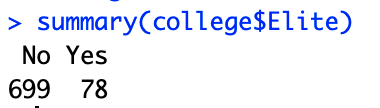 > summary(college$Elite)
No Yes
699 78